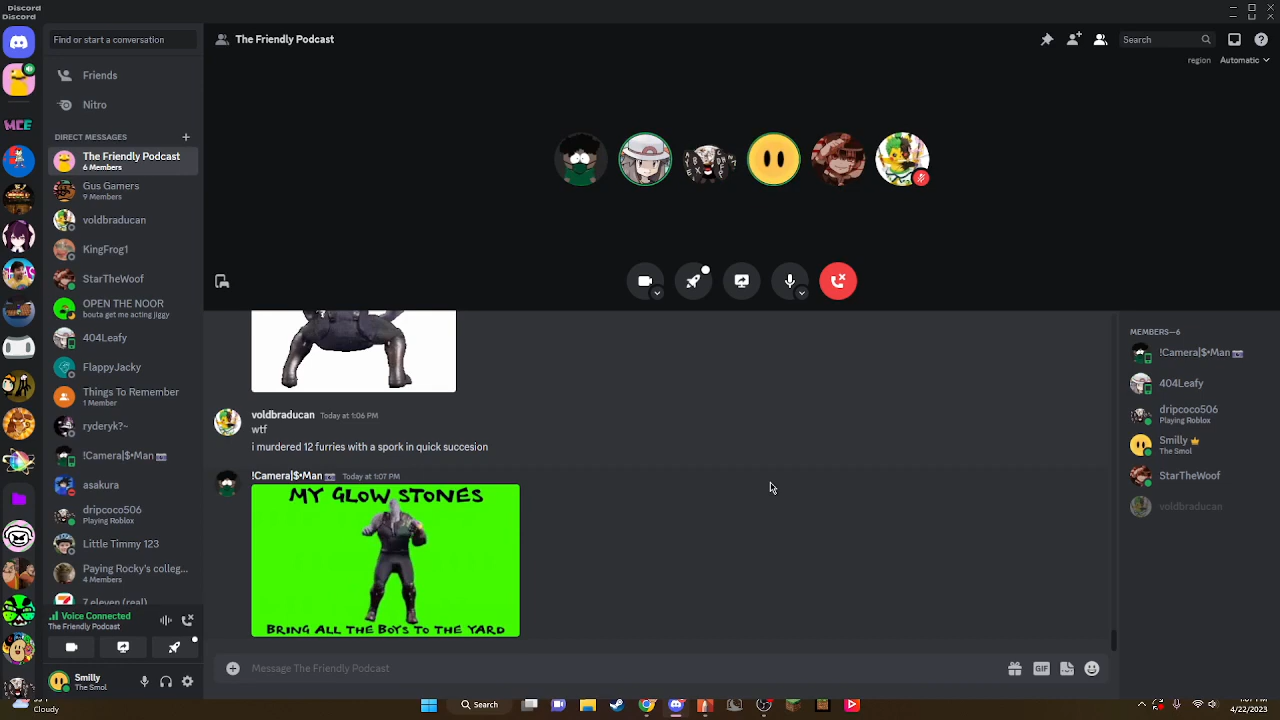 Discord
Discord
Find or start a conversation
The Friendly Podcast
Search
region
Automatic
Friends
Nitro
DIRECT MESSAGES
The Friendly Podcast
6 Members
Gus Gamers
9 Members
voldbraducan
KingFrog1
StarTheWoof
OPEN THE NOOR
bouta get me acting jiggy
404Leafy
FlappyJacky
Things To Remember
1 Member
ryderyk?~
!Camera|$•Man
asakura
dripcoco506
Playing Roblox
Little Timmy 123
Paying Rocky's colleg...
4 Members
7 eleven (real)
Voice Connected
The Friendly Podcast
Smilly
voldbraducan Today at 1:06 PM
wtf
i murdered 12 furries with a spork in quick succesion
!Camera|$•Man Today at 1:07 PM
MY GLOW STONES
BRING ALL THE BOYS TO THE YARD
Message The Friendly Podcast
GIF
MEMBERS—6
!Camera|$•Man
404Leafy
dripcoco506
Playing Roblox
Smilly
The Smol
StarTheWoof
voldbraducan
Cloudy
Search
4/22/2023